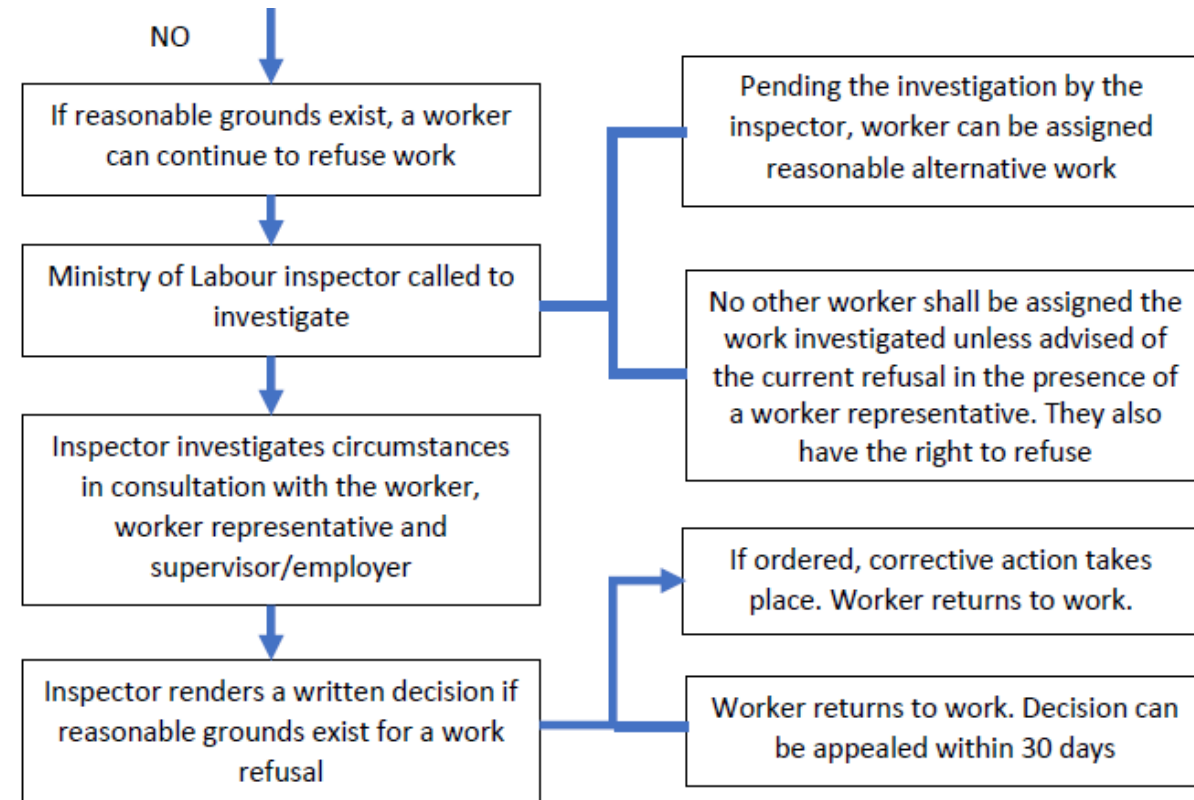 NO
If reasonable grounds exist, a worker
can continue to refuse work
Pending the investigation by the
inspector, worker can be assigned
reasonable alternative work
Ministry of Labour inspector called to
investigate
No other worker shall be assigned the
work investigated unless advised of
the current refusal in the presence of
a worker representative. They also
have the right to refuse
Inspector investigates circumstances
in consultation with the worker,
worker representative and
supervisor/employer
If ordered, corrective action takes
place. Worker returns to work.
Inspector renders a written decision if
reasonable grounds exist for a work
refusal
Worker returns to work. Decision can
be appealed within 30 days